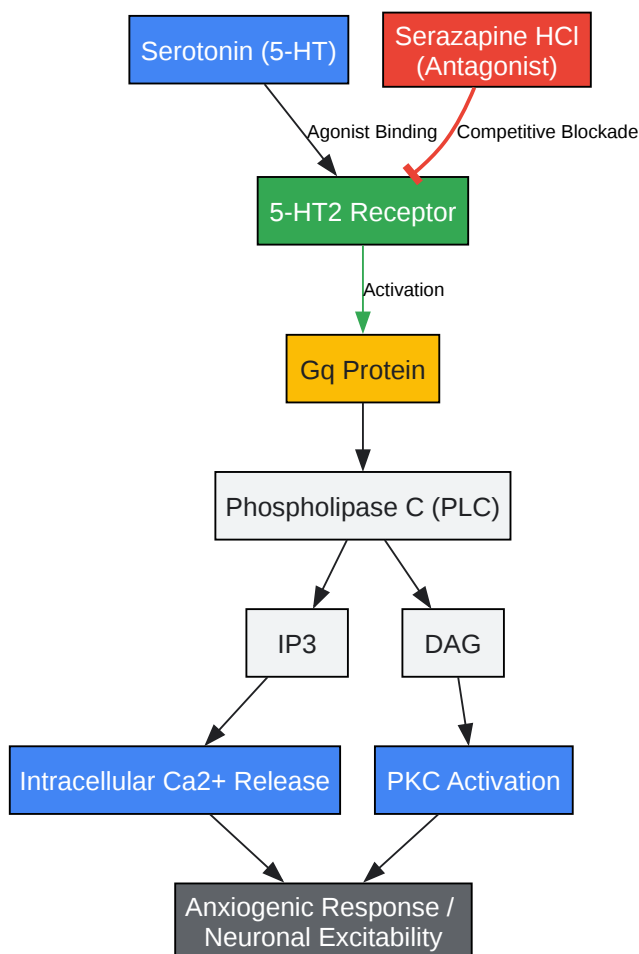 Serotonin (5-HT)
Serazapine HCl
(Antagonist)
Agonist Binding
Competitive Blockade
5-HT2 Receptor
Activation
Gq Protein
Phospholipase C (PLC)
IP3
DAG
Intracellular Ca2+ Release
PKC Activation
Anxiogenic Response /
Neuronal Excitability